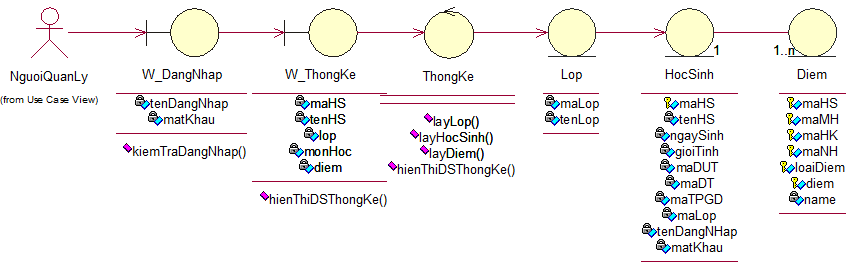 NguoiQuanLy
(from Use Case View)
W_DangNhap
tenDangNhap
matKhau
kiemTraDangNhap()
W_ThongKe
maHS
tenHS
lop
monHoc
diem
hienThiDSThongKe()
ThongKe
layLop()
layHocSinh()
layDiem()
hienThiDSThongKe()
Lop
maLop
tenLop
1
HocSinh
maHS
tenHS
ngaySinh
gioiTinh
maDUT
maDT
maTPGD
maLop
tenDangNHap
matKhau
1..n
Diem
maHS
maMH
maHK
maNH
loaiDiem
diem
name